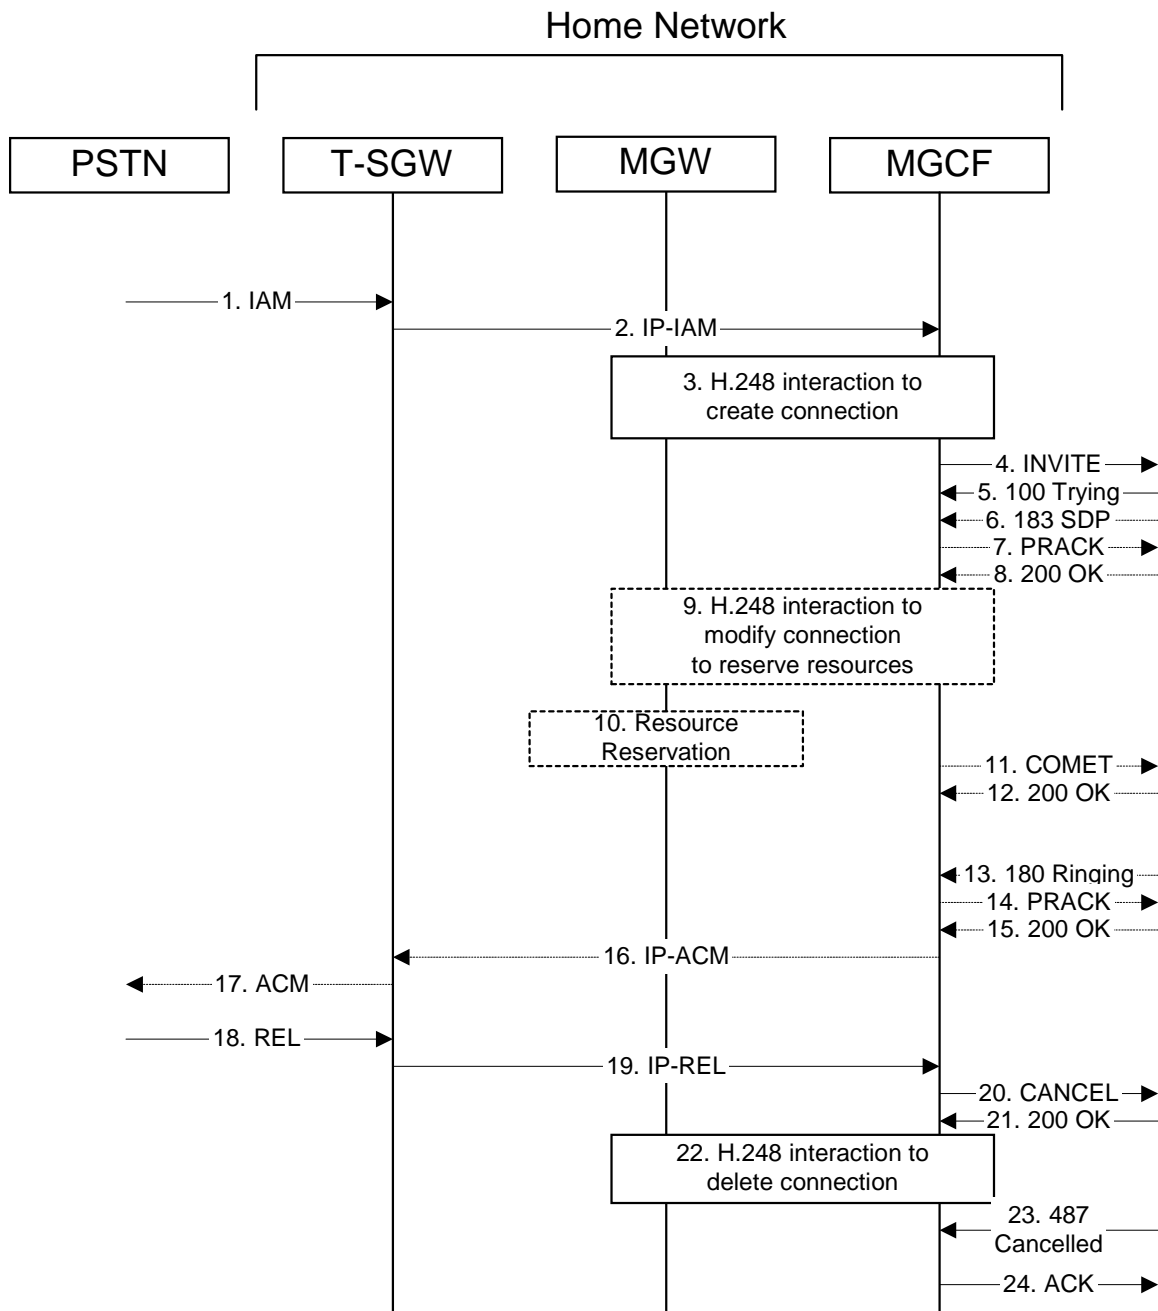 Home Network
PSTN
T-SGW
MGW
MGCF
1. IAM
2. IP-IAM
3. H.248 interaction to
create connection
4. INVITE
5. 100 Trying
6. 183 SDP
7. PRACK
8. 200 OK
9. H.248 interaction to
modify connection
to reserve resources
10. Resource
Reservation
11. COMET
12. 200 OK
13. 180 Ringing
14. PRACK
15. 200 OK
16. IP-ACM
17. ACM
18. REL
19. IP-REL
20. CANCEL
21. 200 OK
22. H.248 interaction to
delete connection
23. 487
Cancelled
24. ACK